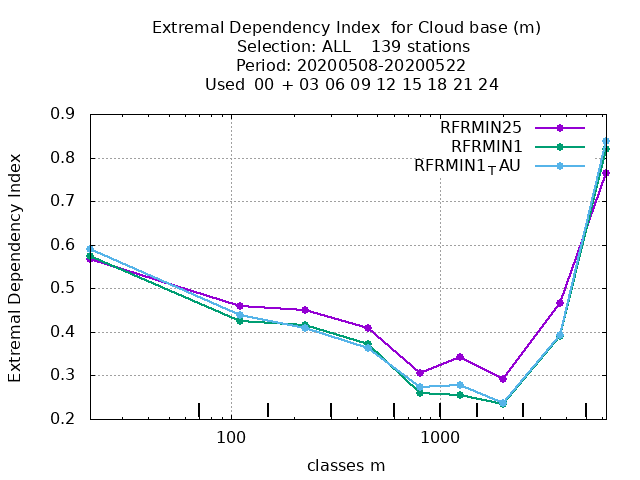 Extremal Dependency Index  for Cloud base (m)
Selection: ALL    139 stations
Period: 20200508-20200522
Used  00 + 03 06 09 12 15 18 21 24
RFRMIN25
RFRMIN1
RFRMIN1TAU
Extremal Dependency Index
0.9
0.8
0.7
0.6
0.5
0.4
0.3
0.2
100
1000
classes m